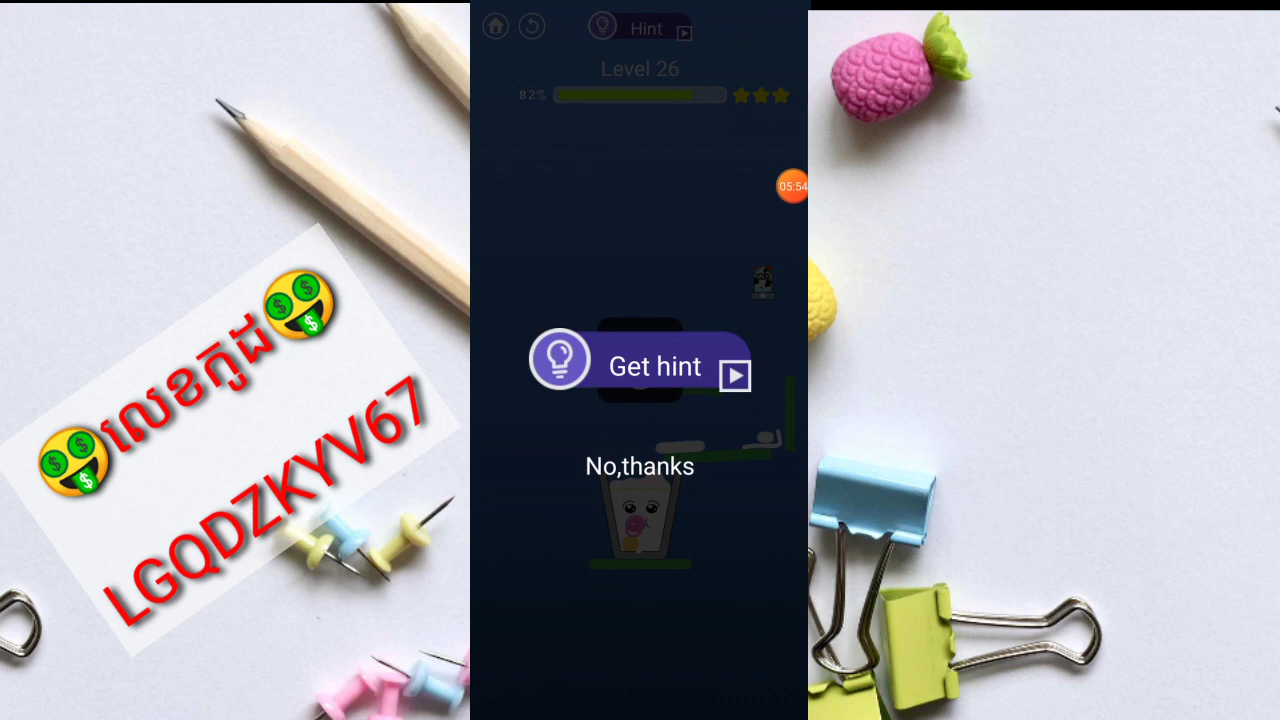 🤑លេខកូដ🤑
LGQDZKYV67
Hint
Level 26
82%
05:54
Get hint
No,thanks